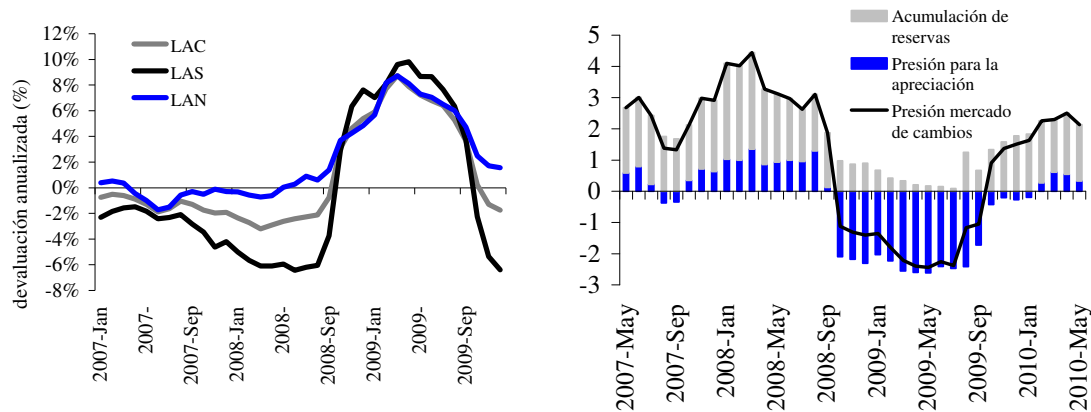 devaluación anualizada (%)
12%
10%
8%
6%
4%
2%
0%
-2%
-4%
-6%
-8%
LAC
LAS
LAN
2007-Jan
2007-
2007-Sep
2008-Jan
2008-
2008-Sep
2009-Jan
2009-
2009-Sep
5
4
3
2
1
0
-1
-2
-3
Acumulación de
reservas
Presión para la
apreciación
Presión mercado
de cambios
2007-May
2007-Sep
2008-Jan
2008-May
2008-Sep
2009-Jan
2009-May
2009-Sep
2010-Jan
2010-May